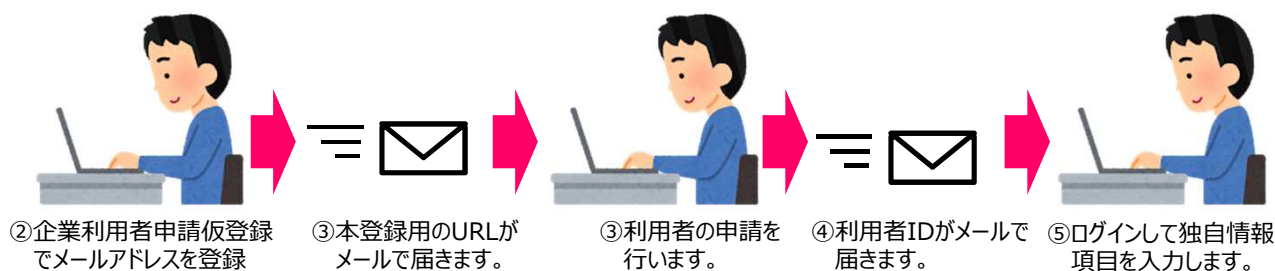 ②企業利用者申請仮登録
でメールアドレスを登録
③本登録用のURLが
メールで届きます。
③利用者の申請を
行います。
④利用者IDがメールで
届きます。
⑤ログインして独自情報
項目を入力します。